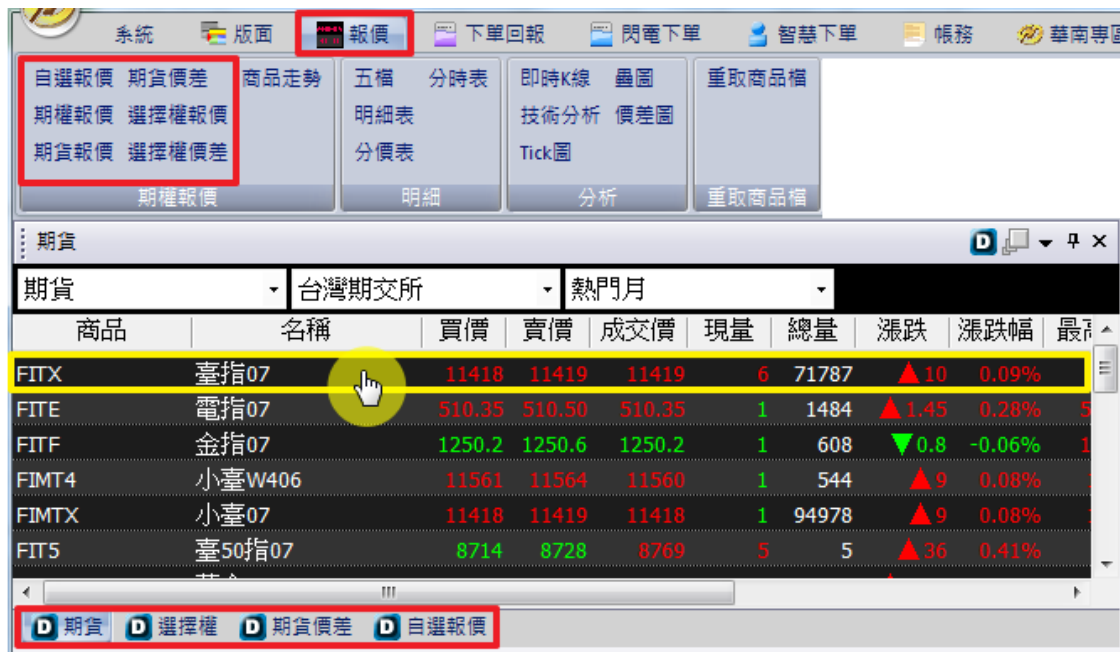 系統 版面 報價 下單回報 閃電下單 智慧下單 帳務 華南專區
自選報價 期貨價差 商品走勢 五檔 分時表 即時K線 疊圖 重取商品檔
期權報價 選擇權報價 明細表 技術分析 價差圖
期貨報價 選擇權價差 分價表 Tick圖
期權報價 明細 分析 重取商品檔
期貨 D
期貨 台灣期交所 熱門月
商品 名稱 買價 賣價 成交價 現量 總量 漲跌 漲跌幅 最高
FITX 臺指07 11418 11419 11419 6 71787 ▲10 0.09%
FITE 電指07 510.35 510.50 510.35 1 1484 ▲1.45 0.28% 5
FITF 金指07 1250.2 1250.6 1250.2 1 608 ▼0.8 -0.06% 1
FIMT4 小臺W406 11561 11564 11560 1 544 ▲9 0.08%
FIMTX 小臺07 11418 11419 11418 1 94978 ▲9 0.08%
FIT5 臺50指07 8714 8728 8769 5 5 ▲36 0.41%
D 期貨 D 選擇權 D 期貨價差 D 自選報價